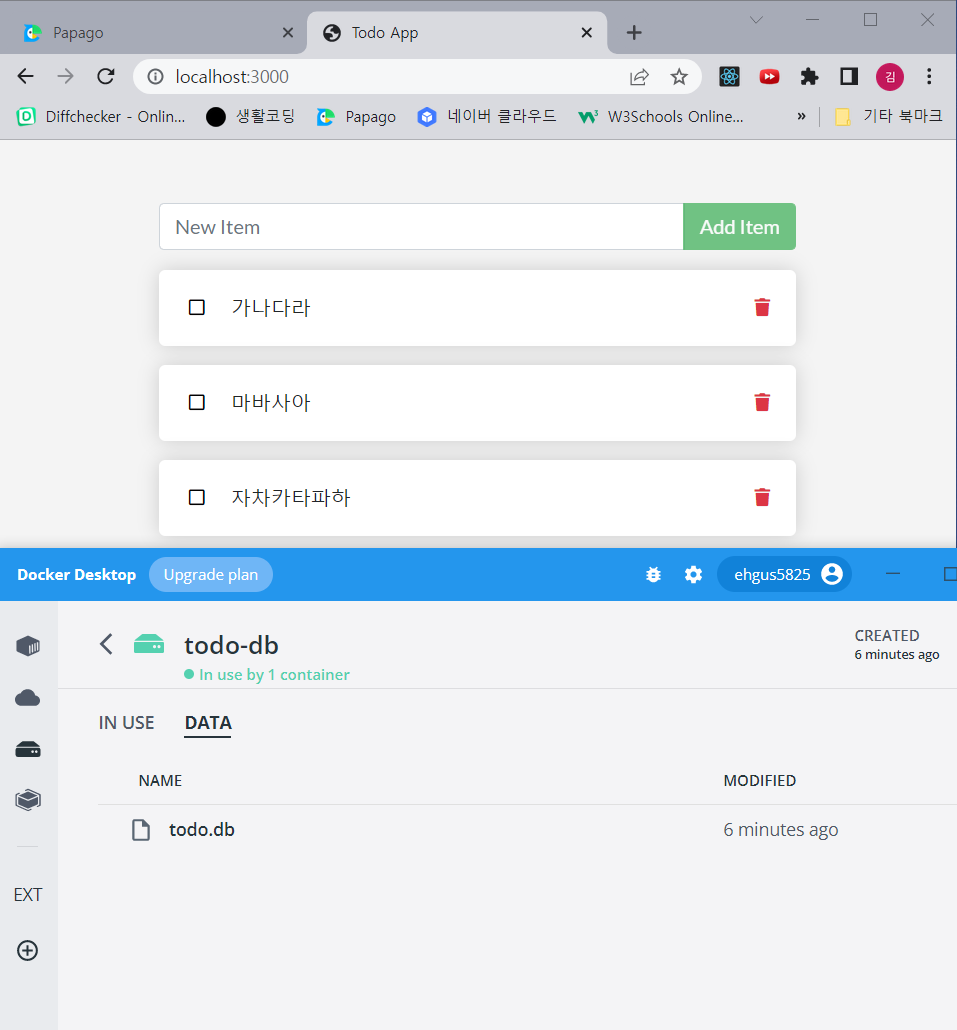 Papago
Todo App
localhost:3000
김
Diffchecker - Onlin...
생활코딩
Papago
네이버 클라우드
W3Schools Online...
»
기타 북마크
New Item
Add Item
가나다라
마바사아
자차카타파하
Docker Desktop
Upgrade plan
ehgus5825
todo-db
In use by 1 container
CREATED
6 minutes ago
IN USE
DATA
NAME
MODIFIED
todo.db
6 minutes ago
EXT